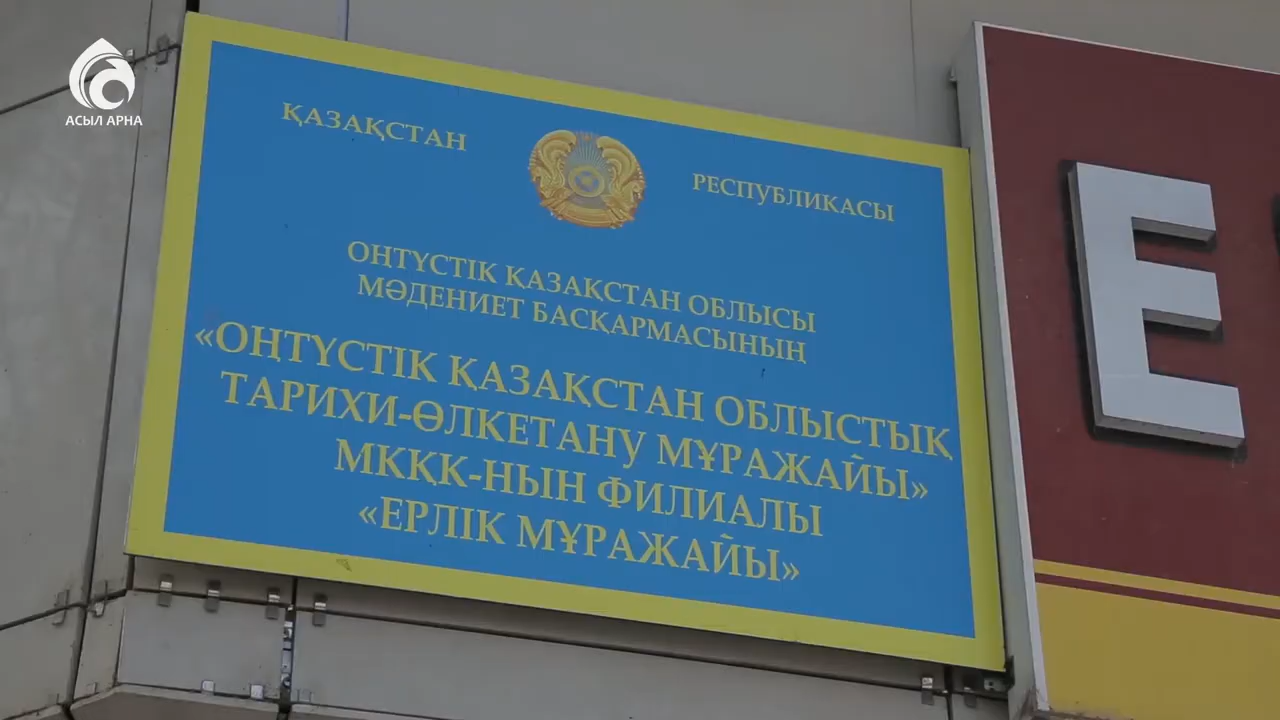 АСЫЛ АРНА
ҚАЗАҚСТАН РЕСПУБЛИКАСЫ
ОҢТҮСТІК ҚАЗАҚСТАН ОБЛЫСЫ
МӘДЕНИЕТ БАСҚАРМАСЫНЫҢ
«ОҢТҮСТІК ҚАЗАҚСТАН ОБЛЫСТЫҚ
ТАРИХИ-ӨЛКЕТАНУ МҰРАЖАЙЫ»
МКҚК-НЫН ФИЛИАЛЫ
«ЕРЛІК МҰРАЖАЙЫ»
Е